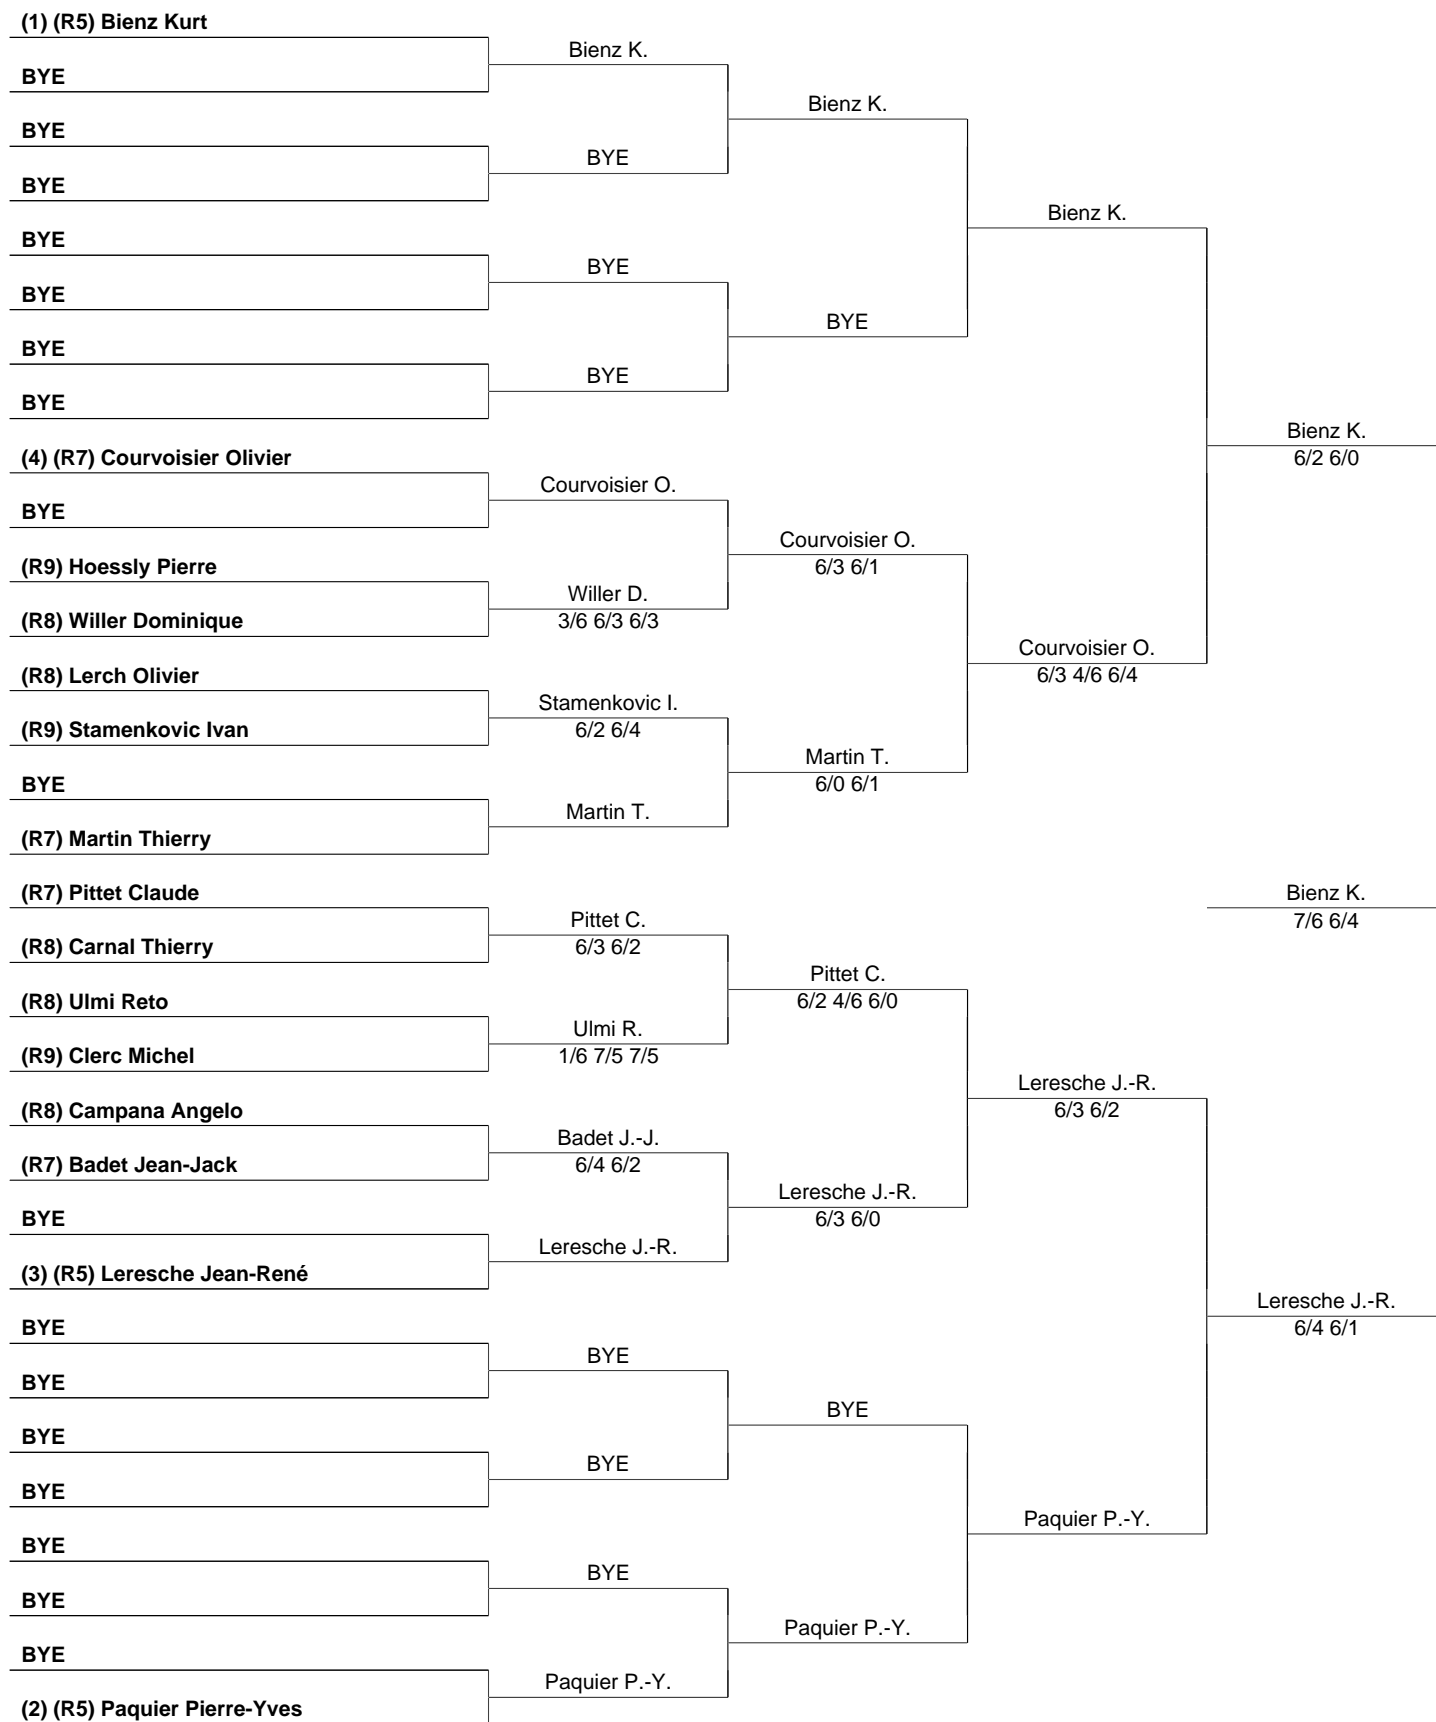 (1) (R5) Bienz Kurt
BYE
BYE
BYE
BYE
BYE
BYE
BYE
(4) (R7) Courvoisier Olivier
BYE
(R9) Hoessly Pierre
(R8) Willer Dominique
(R8) Lerch Olivier
(R9) Stamenkovic Ivan
BYE
(R7) Martin Thierry
(R7) Pittet Claude
(R8) Carnal Thierry
(R8) Ulmi Reto
(R9) Clerc Michel
(R8) Campana Angelo
(R7) Badet Jean-Jack
BYE
(3) (R5) Leresche Jean-René
BYE
BYE
BYE
BYE
BYE
BYE
BYE
(2) (R5) Paquier Pierre-Yves
Bienz K.
BYE
BYE
BYE
Courvoisier O.
Willer D.
3/6 6/3 6/3
Stamenkovic I.
6/2 6/4
Martin T.
Pittet C.
6/3 6/2
Ulmi R.
1/6 7/5 7/5
Badet J.-J.
6/4 6/2
Leresche J.-R.
BYE
BYE
BYE
Paquier P.-Y.
Bienz K.
BYE
Courvoisier O.
6/3 6/1
Martin T.
6/0 6/1
Pittet C.
6/2 4/6 6/0
Leresche J.-R.
6/3 6/0
BYE
Paquier P.-Y.
Bienz K.
Courvoisier O.
6/3 4/6 6/4
Leresche J.-R.
6/3 6/2
Paquier P.-Y.
Bienz K.
6/2 6/0
Bienz K.
7/6 6/4
Leresche J.-R.
6/4 6/1